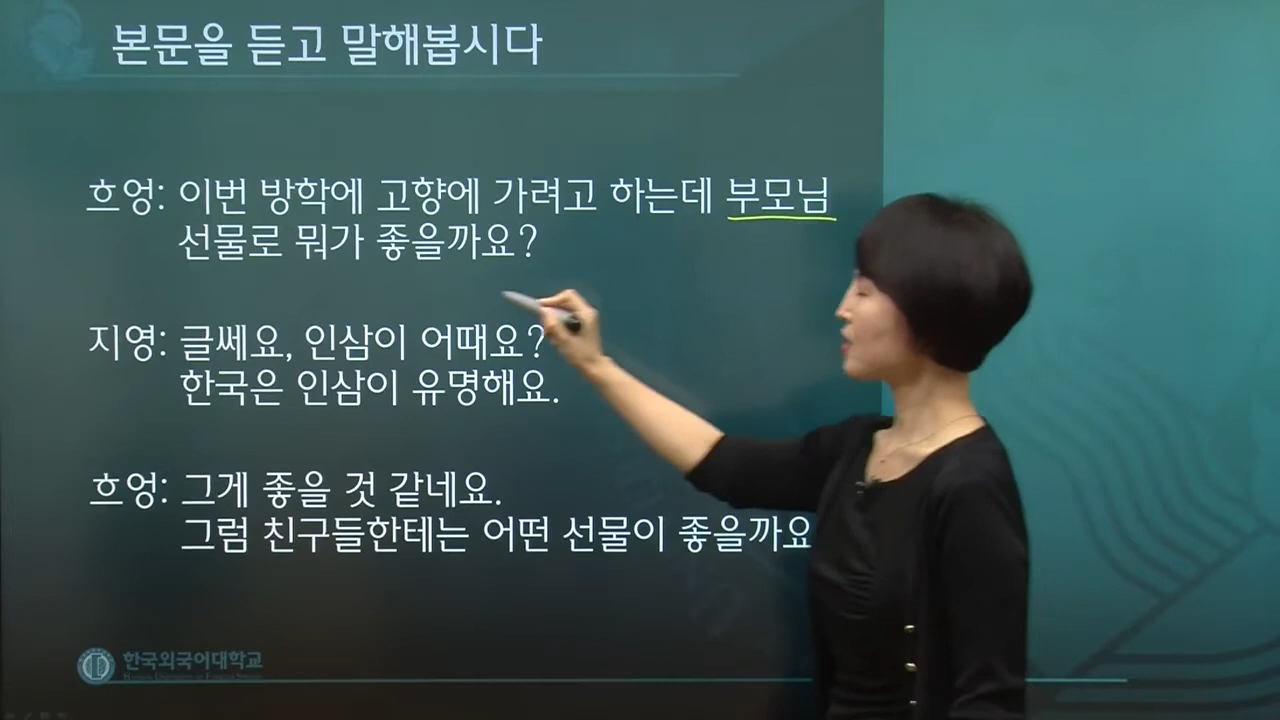 본문을 듣고 말해봅시다
흐엉: 이번 방학에 고향에 가려고 하는데 부모님
선물로 뭐가 좋을까요?
지영: 글쎄요, 인삼이 어때요?
한국은 인삼이 유명해요.
흐엉: 그게 좋을 것 같네요.
그럼 친구들한테는 어떤 선물이 좋을까요
한국외국어대학교